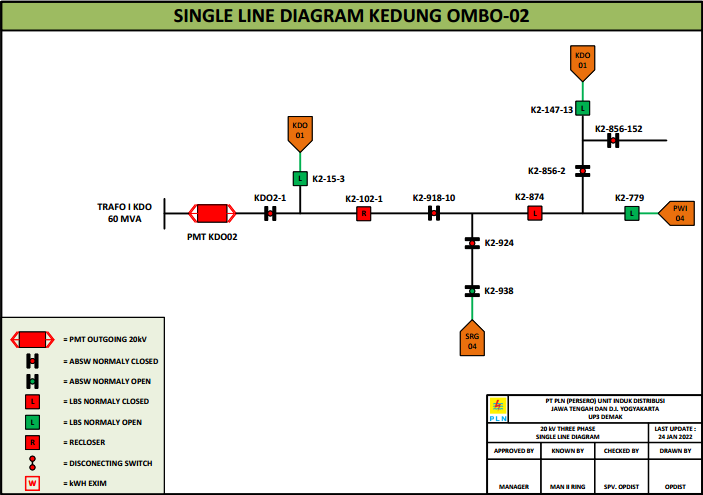 SINGLE LINE DIAGRAM KEDUNG OMBO-02
KDO
01
K2-147-13
L
K2-856-152
KDO
01
K2-856-2
L
K2-15-3
TRAFO I KDO
60 MVA
PMT KDO02
KDO2-1
K2-102-1
R
K2-918-10
K2-874
L
K2-779
L
PWI
04
K2-924
K2-938
SRG
04
= PMT OUTGOING 20kV
= ABSW NORMALY CLOSED
= ABSW NORMALY OPEN
L = LBS NORMALY CLOSED
L = LBS NORMALY OPEN
R = RECLOSER
= DISCONECTING SWITCH
W = kWH EXIM
PLN
PT PLN (PERSERO) UNIT INDUK DISTRIBUSI
JAWA TENGAH DAN D.I. YOGYAKARTA
UP3 DEMAK
20 kV THREE PHASE
SINGLE LINE DIAGRAM
LAST UPDATE :
24 JAN 2022
APPROVED BY KNOWN BY CHECKED BY DRAWN BY
MANAGER MAN II RING SPV. OPDIST OPDIST